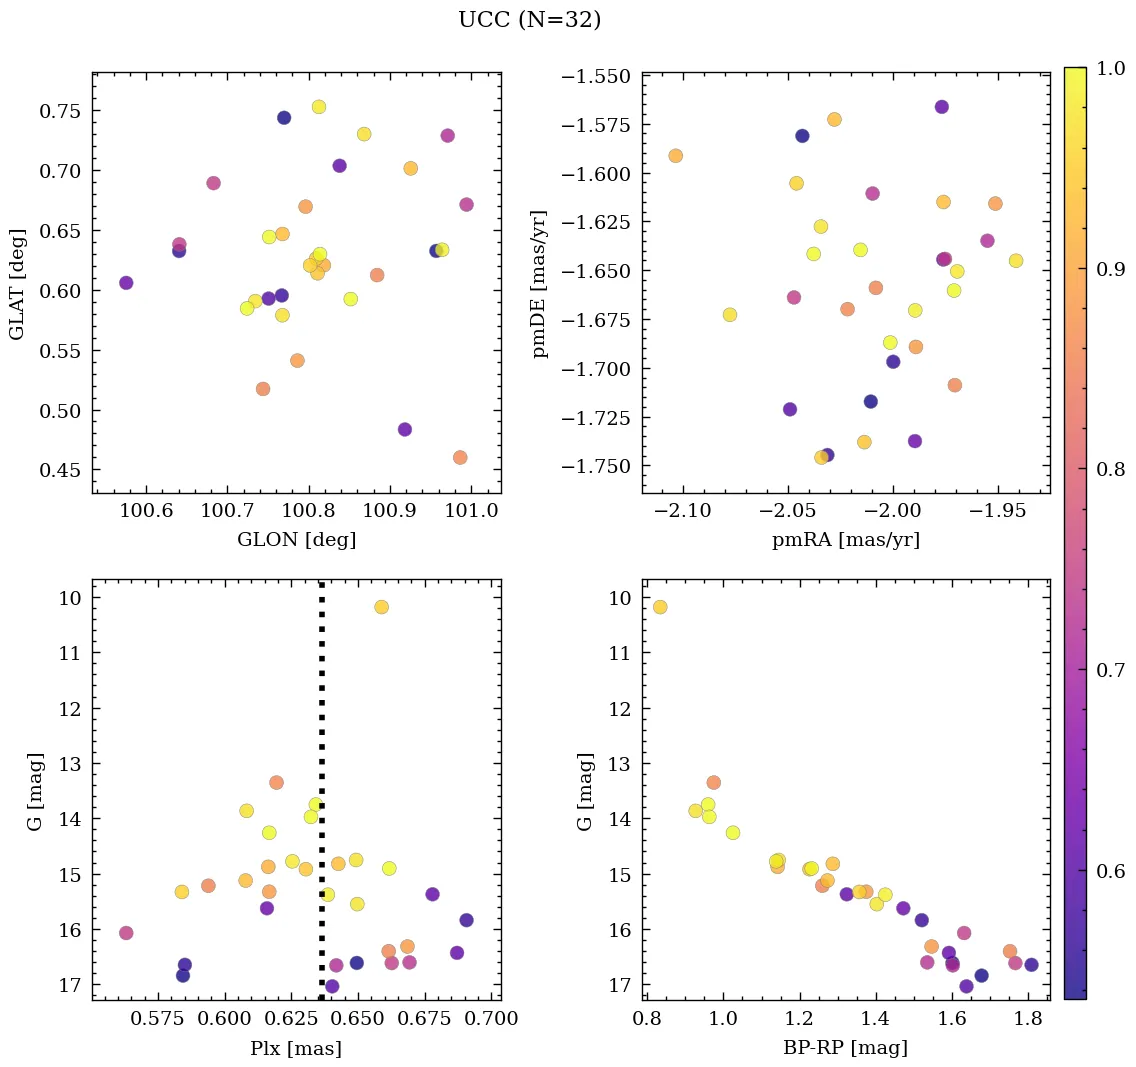 UCC (N=32)
0.75
0.70
0.65
0.60
0.55
0.50
0.45
GLAT [deg]
100.6 100.7 100.8 100.9 101.0
GLON [deg]
−1.550
−1.575
−1.600
−1.625
−1.650
−1.675
−1.700
−1.725
−1.750
pmDE [mas/yr]
−2.10 −2.05 −2.00 −1.95
pmRA [mas/yr]
10
11
12
13
14
15
16
17
G [mag]
0.575 0.600 0.625 0.650 0.675 0.700
Plx [mas]
10
11
12
13
14
15
16
17
G [mag]
0.8 1.0 1.2 1.4 1.6 1.8
BP-RP [mag]
1.0
0.9
0.8
0.7
0.6